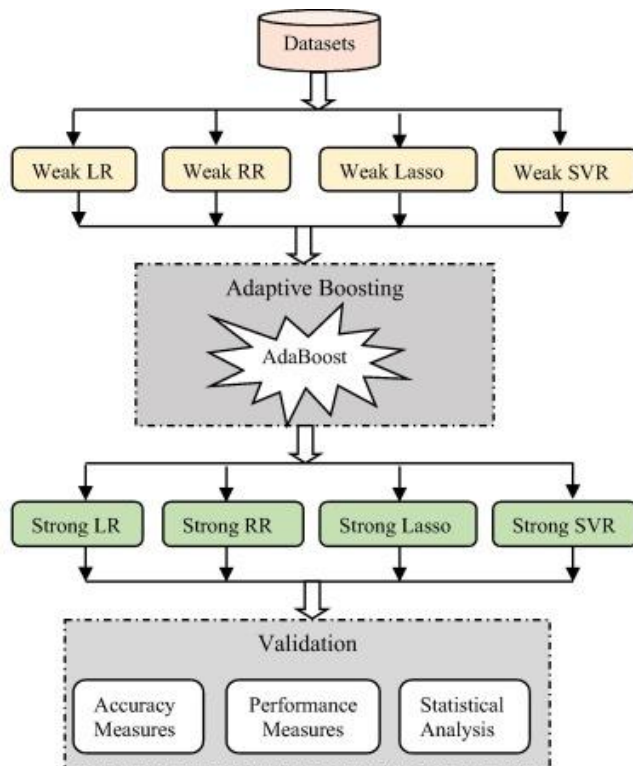 Datasets
Weak LR
Weak RR
Weak Lasso
Weak SVR
Adaptive Boosting
AdaBoost
Strong LR
Strong RR
Strong Lasso
Strong SVR
Validation
Accuracy
Measures
Performance
Measures
Statistical
Analysis